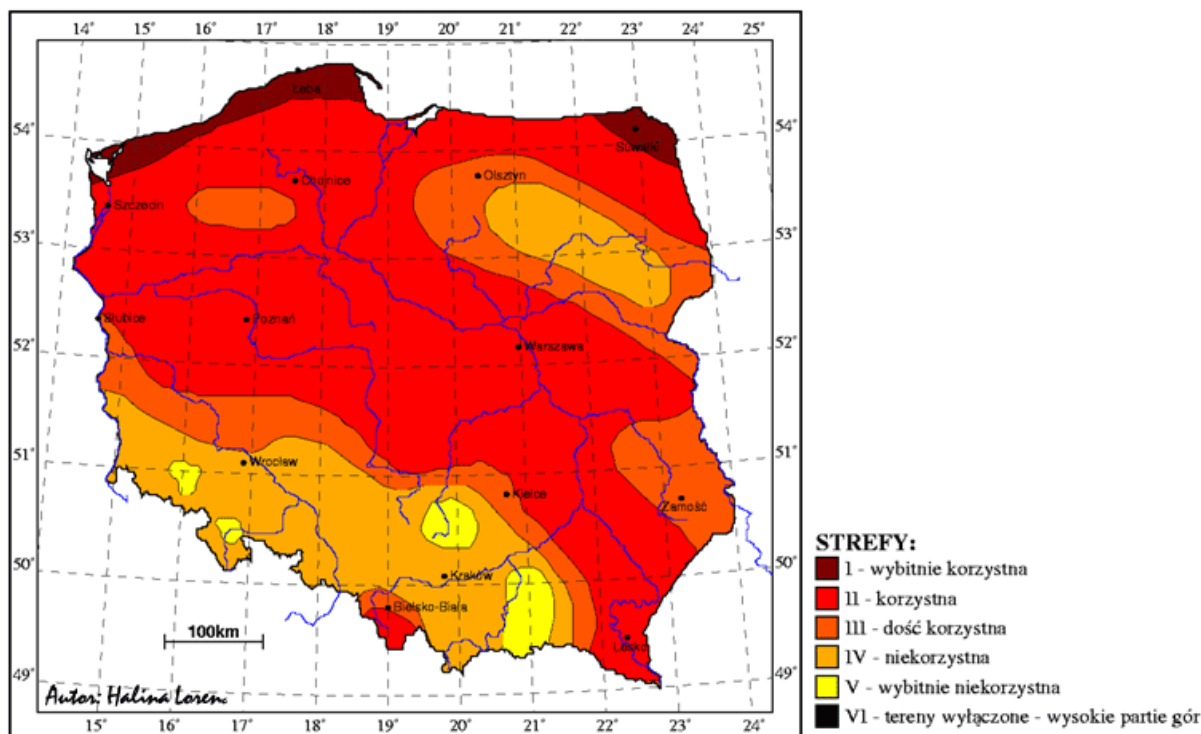 14° 15° 16° 17° 18° 19° 20° 21° 22° 23° 24° 25°
Łeba
54° 54°
Suwałki
Olsztyn
Chojnice
Szczecin
53° 53°
Słubice
Poznań
Warszawa
52° 52°
51° 51°
Wrocław
Kielce
Zamość
50° 50°
Kraków
Bielsko-Biała
100km
Lesko
49° 49°
Autor: Halina Lorenc
15° 16° 17° 18° 19° 20° 21° 22° 23° 24°
STREFY:
I - wybitnie korzystna
II - korzystna
III - dość korzystna
IV - niekorzystna
V - wybitnie niekorzystna
VI - tereny wyłączone - wysokie partie gór